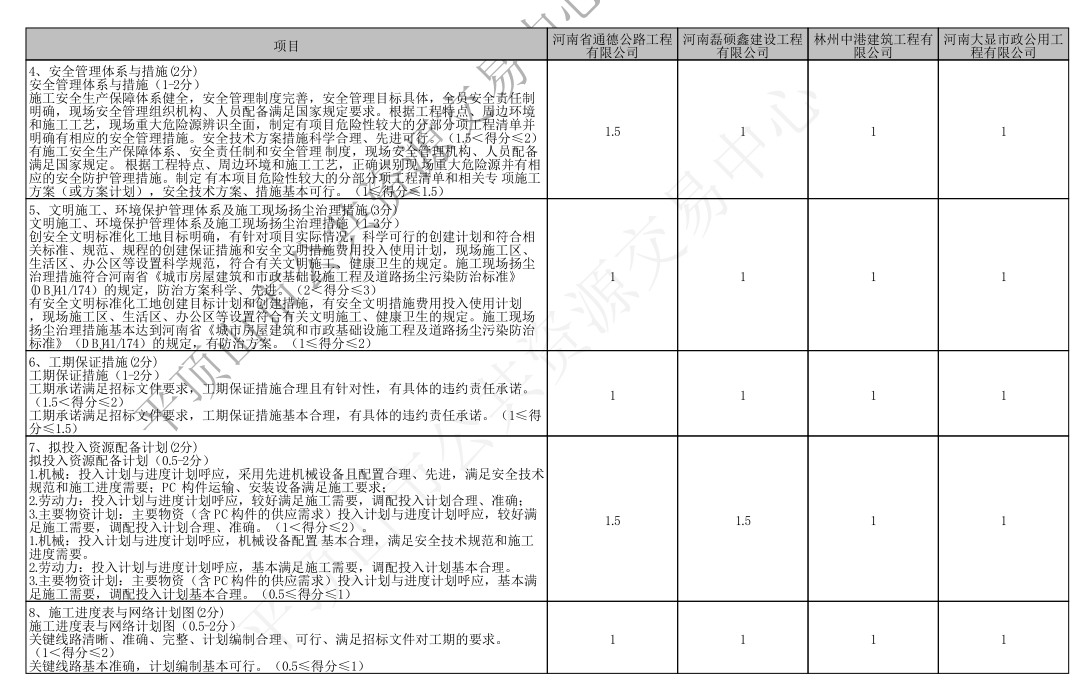 项目
河南省通德公路工程
有限公司
河南磊硕鑫建设工程
有限公司
林州中港建筑工程有
限公司
河南大显市政公用工
程有限公司
4、安全管理体系与措施(2分)
安全管理体系与措施（1-2分）
施工安全生产保障体系健全，安全管理制度完善，安全管理目标具体，全员安全责任制
明确，现场安全管理组织机构、人员配备满足国家规定要求。根据工程特点、周边环境
和施工工艺，现场重大危险源辨识全面，制定有项目危险性较大的分部分项工程清单并
明确有相应的安全管理措施。安全技术方案措施科学合理、先进可行。（1.5＜得分≤2）
有施工安全生产保障体系、安全责任制和安全管理 制度，现场安全管理机构、人员配备
满足国家规定。 根据工程特点、周边环境和施工工艺，正确识别现场重大危险源并有相
应的安全防护管理措施。制定 有本项目危险性较大的分部分项工程清单和相关专 项施工
方案（或方案计划），安全技术方案、措施基本可行。（1≤得分≤1.5）
1.5
1
1
1
5、文明施工、环境保护管理体系及施工现场扬尘治理措施(3分)
文明施工、环境保护管理体系及施工现场扬尘治理措施（1-3分）
创安全文明标准化工地目标明确，有针对项目实际情况，科学可行的创建计划和符合相
关标准、规范、规程的创建保证措施和安全文明措施费用投入使用计划，现场施工区、
生活区、办公区等设置科学规范，符合有关文明施工、健康卫生的规定。施工现场扬尘
治理措施符合河南省《城市房屋建筑和市政基础设施工程及道路扬尘污染防治标准》
（DBJ41/174）的规定，防治方案科学、先进。（2＜得分≤3）
有安全文明标准化工地创建目标计划和创建措施，有安全文明措施费用投入使用计划
，现场施工区、生活区、办公区等设置符合有关文明施工、健康卫生的规定。施工现场
扬尘治理措施基本达到河南省《城市房屋建筑和市政基础设施工程及道路扬尘污染防治
标准》（DBJ41/174）的规定，有防治方案。（1≤得分≤2）
1
1
1
1
6、工期保证措施(2分)
工期保证措施（1-2分）
工期承诺满足招标文件要求，工期保证措施合理且有针对性，有具体的违约责任承诺。
（1.5＜得分≤2）
工期承诺满足招标文件要求，工期保证措施基本合理，有具体的违约责任承诺。（1≤得
分≤1.5）
1
1
1
1
7、拟投入资源配备计划(2分)
拟投入资源配备计划（0.5-2分）
1.机械：投入计划与进度计划呼应，采用先进机械设备且配置合理、先进，满足安全技术
规范和施工进度需要；PC 构件运输、安装设备满足施工要求；
2.劳动力：投入计划与进度计划呼应，较好满足施工需要，调配投入计划合理、准确；
3.主要物资计划：主要物资（含PC构件的供应需求）投入计划与进度计划呼应，较好满
足施工需要，调配投入计划合理、准确。（1＜得分≤2）。
1.机械：投入计划与进度计划呼应，机械设备配置 基本合理，满足安全技术规范和施工
进度需要。
2.劳动力：投入计划与进度计划呼应，基本满足施工需要，调配投入计划基本合理。
3.主要物资计划：主要物资（含PC构件的供应需求）投入计划与进度计划呼应，基本满
足施工需要，调配投入计划基本合理。（0.5≤得分≤1）
1.5
1.5
1
1
8、施工进度表与网络计划图(2分)
施工进度表与网络计划图（0.5-2分）
关键线路清晰、准确、完整、计划编制合理、可行、满足招标文件对工期的要求。
（1＜得分≤2）
关键线路基本准确，计划编制基本可行。（0.5≤得分≤1）
1
1
1
1
平顶山市公共资源交易中心
平顶山市公共资源交易中心